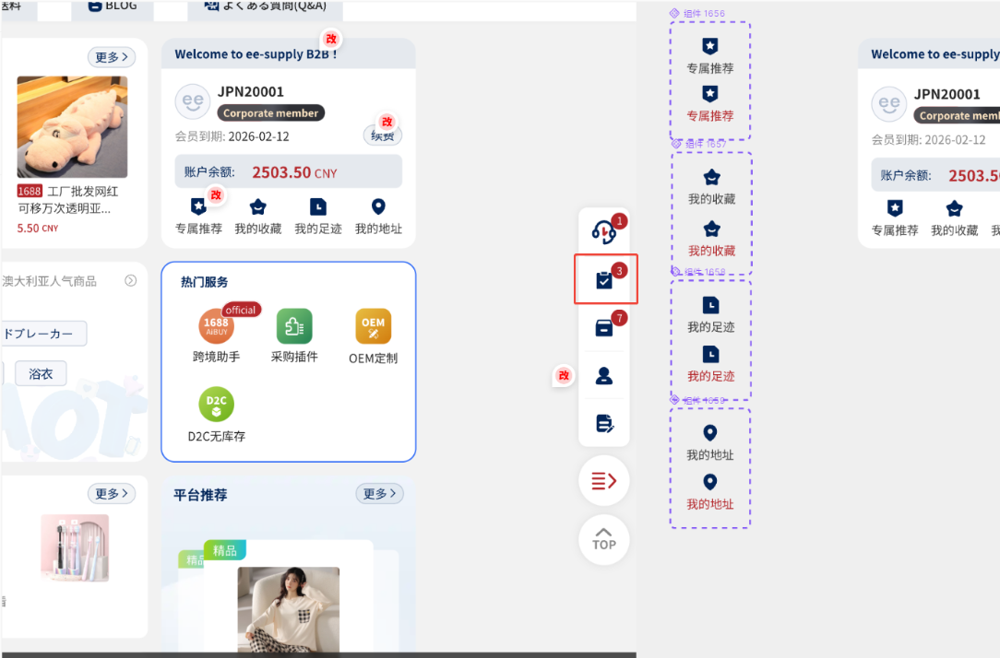 送料
BLOG
よくある質問(Q&A)
更多 >
1688 工厂批发网红
可移万次透明亚...
5.50 CNY
澳大利亚人气商品
ドブレーカー
浴衣
更多 >
改
Welcome to ee-supply B2B !
ee
JPN20001
Corporate member
改
会员到期: 2026-02-12
续费
账户余额: 2503.50 CNY
改
专属推荐
我的收藏
我的足迹
我的地址
热门服务
official
1688
AIBUY
跨境助手
采购插件
OEM
OEM定制
D2C
D2C无库存
平台推荐
更多 >
精品
精品
1
3
7
改
TOP
组件 1656
专属推荐
专属推荐
组件 1657
我的收藏
我的收藏
组件 1658
我的足迹
我的足迹
组件 1659
我的地址
我的地址
Welcome to ee-supply
ee
JPN20001
Corporate
会员到期: 2026-02-12
账户余额: 2503.5
专属推荐
我的收藏